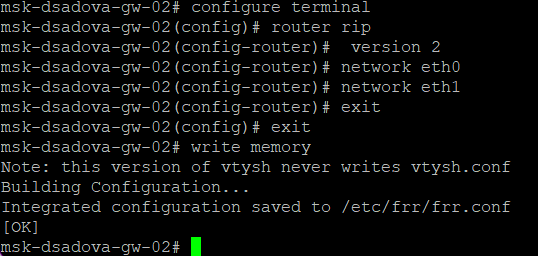 msk-dsadova-gw-02# configure terminal
msk-dsadova-gw-02(config)# router rip
msk-dsadova-gw-02(config-router)#  version 2
msk-dsadova-gw-02(config-router)# network eth0
msk-dsadova-gw-02(config-router)# network eth1
msk-dsadova-gw-02(config-router)# exit
msk-dsadova-gw-02(config)# exit
msk-dsadova-gw-02# write memory
Note: this version of vtysh never writes vtysh.conf
Building Configuration...
Integrated configuration saved to /etc/frr/frr.conf
[OK]
msk-dsadova-gw-02#